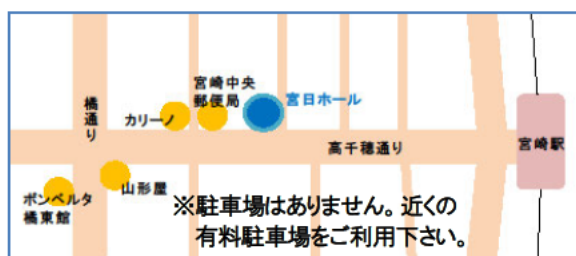 宮崎中央
郵便局
宮日ホール
橘通り
カリーノ
高千穂通り
宮崎駅
山形屋
ボンベルタ
橘東館
※駐車場はありません。近くの
有料駐車場をご利用下さい。